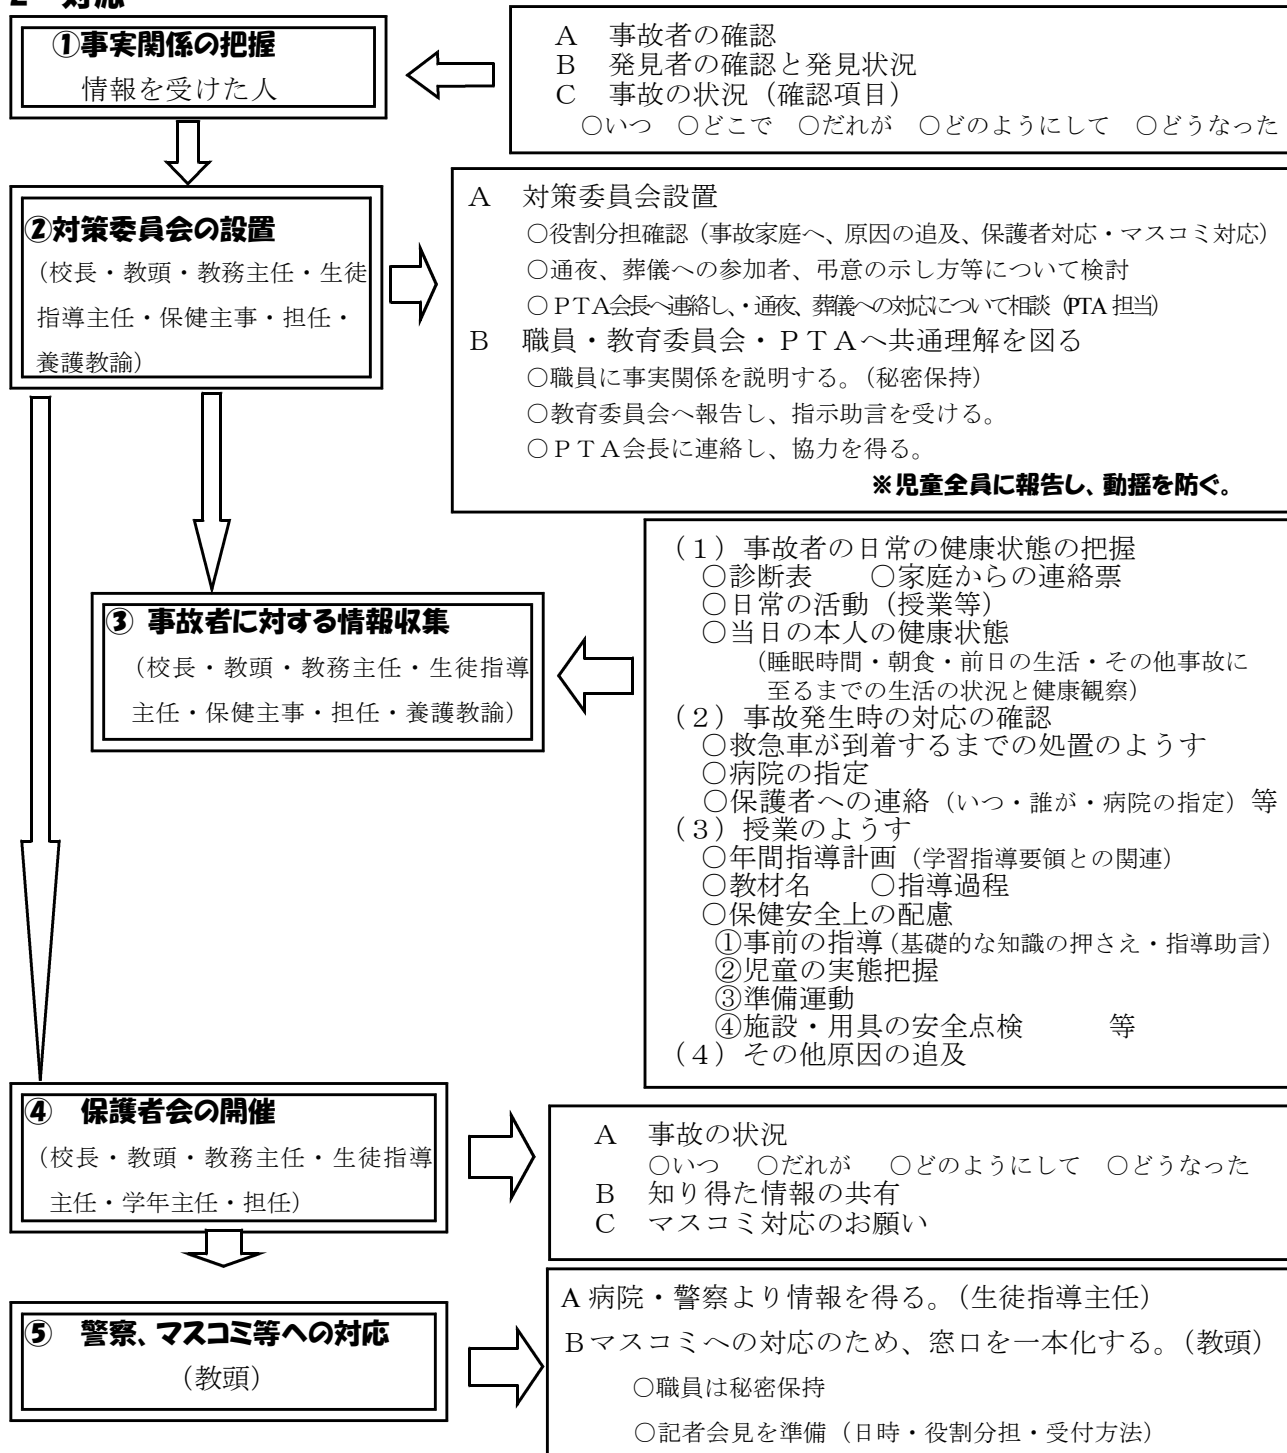 2 対応
①事実関係の把握
情報を受けた人
A 事故者の確認
B 発見者の確認と発見状況
C 事故の状況（確認項目）
○いつ ○どこで ○だれが ○どのようにして ○どうなった
②対策委員会の設置
（校長・教頭・教務主任・生徒
指導主任・保健主事・担任・
養護教諭）
A 対策委員会設置
○役割分担確認（事故家庭へ、原因の追及、保護者対応・マスコミ対応）
○通夜、葬儀への参加者、弔意の示し方等について検討
○ＰＴA会長へ連絡し、・通夜、葬儀への対応について相談（PTA 担当）
B 職員・教育委員会・ＰＴＡへ共通理解を図る
○職員に事実関係を説明する。（秘密保持）
○教育委員会へ報告し、指示助言を受ける。
○ＰＴＡ会長に連絡し、協力を得る。
※児童全員に報告し、動揺を防ぐ。
③ 事故者に対する情報収集
（校長・教頭・教務主任・生徒指導
主任・保健主事・担任・養護教諭）
（１）事故者の日常の健康状態の把握
○診断表 ○家庭からの連絡票
○日常の活動（授業等）
○当日の本人の健康状態
（睡眠時間・朝食・前日の生活・その他事故に
至るまでの生活の状況と健康観察）
（２）事故発生時の対応の確認
○救急車が到着するまでの処置のようす
○病院の指定
○保護者への連絡（いつ・誰が・病院の指定）等
（３）授業のようす
○年間指導計画（学習指導要領との関連）
○教材名 ○指導過程
○保健安全上の配慮
①事前の指導（基礎的な知識の押さえ・指導助言）
②児童の実態把握
③準備運動
④施設・用具の安全点検 等
（４）その他原因の追及
④ 保護者会の開催
（校長・教頭・教務主任・生徒指導
主任・学年主任・担任）
A 事故の状況
○いつ ○だれが ○どのようにして ○どうなった
B 知り得た情報の共有
C マスコミ対応のお願い
⑤ 警察、マスコミ等への対応
（教頭）
A 病院・警察より情報を得る。（生徒指導主任）
Bマスコミへの対応のため、窓口を一本化する。（教頭）
○職員は秘密保持
○記者会見を準備（日時・役割分担・受付方法）